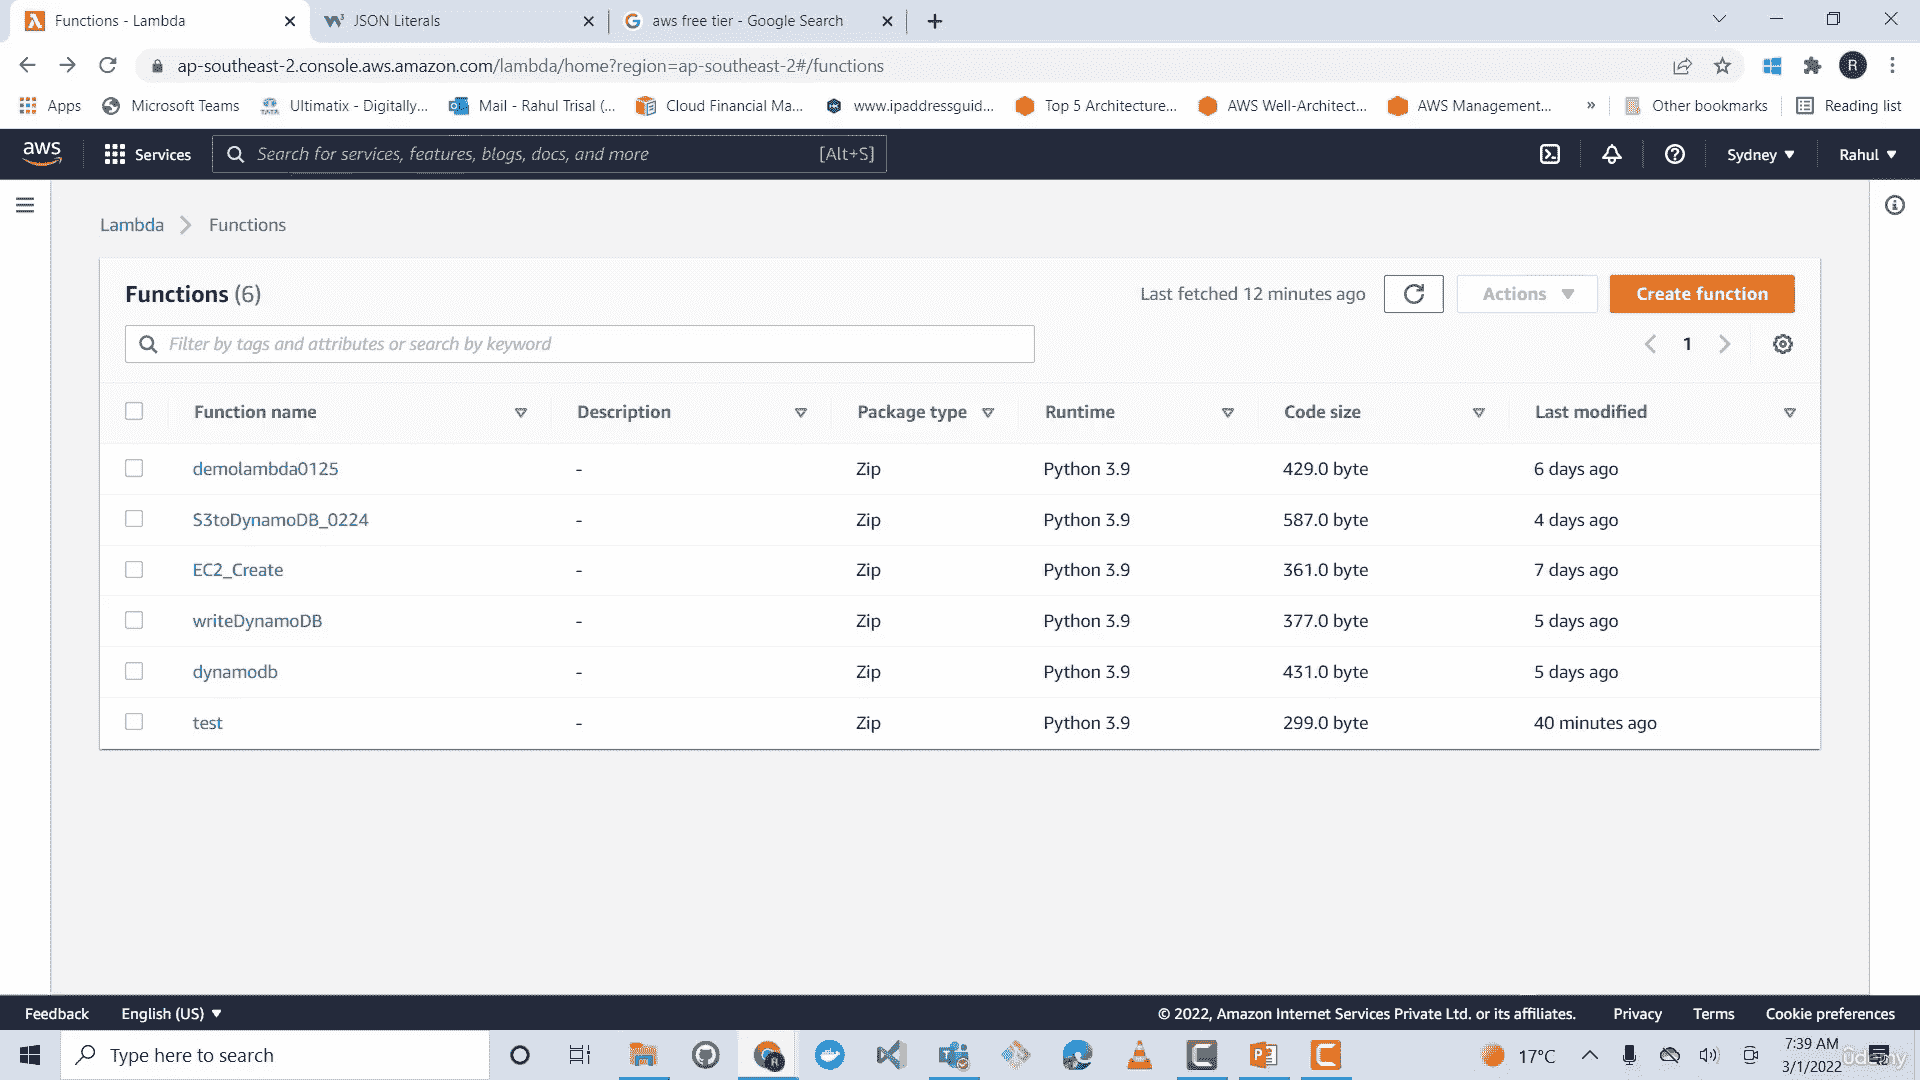 Functions - Lambda
JSON Literals
aws free tier - Google Search
ap-southeast-2.console.aws.amazon.com/lambda/home?region=ap-southeast-2#/functions
R
Apps
Microsoft Teams
Ultimatix - Digitally...
Mail - Rahul Trisal (...
Cloud Financial Ma...
www.ipaddressguid...
Top 5 Architecture...
AWS Well-Architect...
AWS Management...
»
Other bookmarks
Reading list
aws
Services
Search for services, features, blogs, docs, and more
[Alt+S]
Sydney
Rahul
Lambda
Functions
Functions (6)
Last fetched 12 minutes ago
Actions
Create function
Filter by tags and attributes or search by keyword
1
Function name Description Package type Runtime Code size Last modified
demolambda0125 - Zip Python 3.9 429.0 byte 6 days ago
S3toDynamoDB_0224 - Zip Python 3.9 587.0 byte 4 days ago
EC2_Create - Zip Python 3.9 361.0 byte 7 days ago
writeDynamoDB - Zip Python 3.9 377.0 byte 5 days ago
dynamodb - Zip Python 3.9 431.0 byte 5 days ago
test - Zip Python 3.9 299.0 byte 40 minutes ago
Feedback
English (US)
© 2022, Amazon Internet Services Private Ltd. or its affiliates.
Privacy
Terms
Cookie preferences
Type here to search
17°C
7:39 AM
3/1/2022
ûdemy